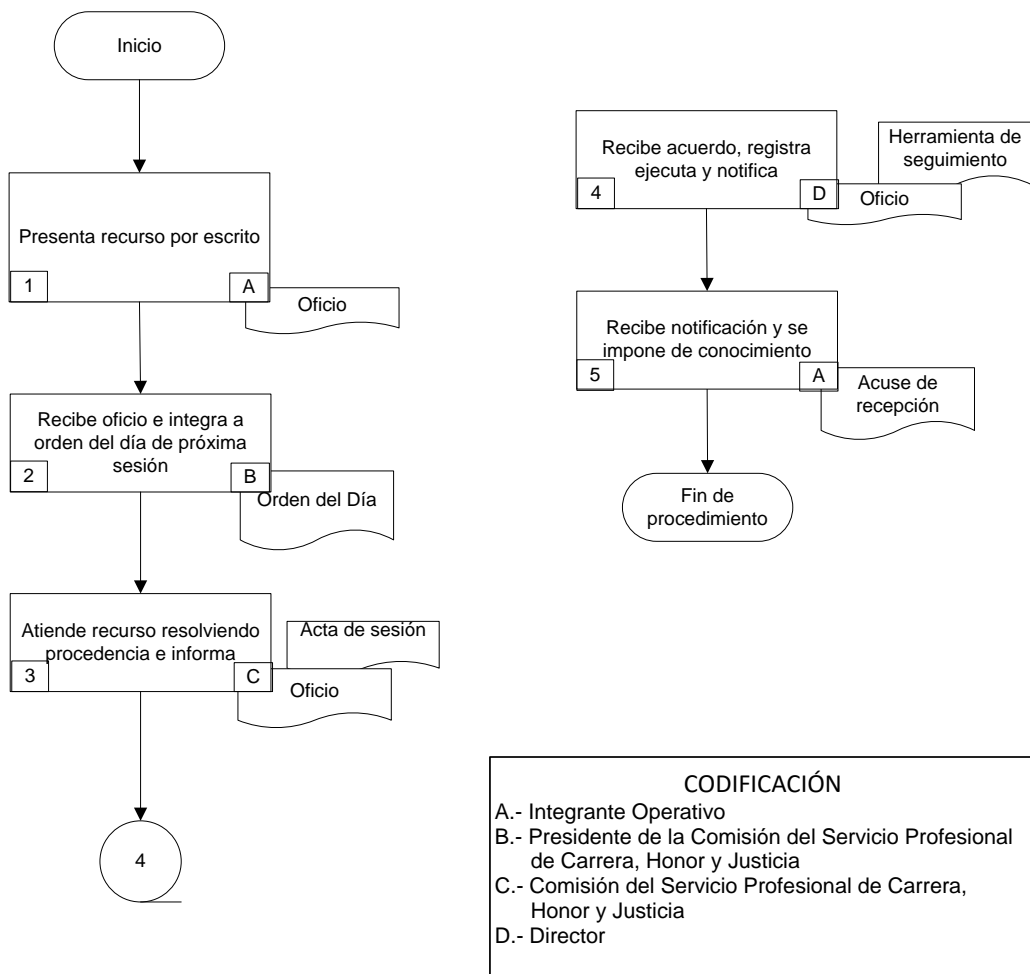 Inicio
Presenta recurso por escrito
1
A
Oficio
Recibe oficio e integra a
orden del día de próxima
sesión
2
B
Orden del Día
Atiende recurso resolviendo
procedencia e informa
3
C
Acta de sesión
Oficio
4
Recibe acuerdo, registra
ejecuta y notifica
4
D
Herramienta de
seguimiento
Oficio
Recibe notificación y se
impone de conocimiento
5
A
Acuse de
recepción
Fin de
procedimiento
CODIFICACIÓN
A.- Integrante Operativo
B.- Presidente de la Comisión del Servicio Profesional
de Carrera, Honor y Justicia
C.- Comisión del Servicio Profesional de Carrera,
Honor y Justicia
D.- Director